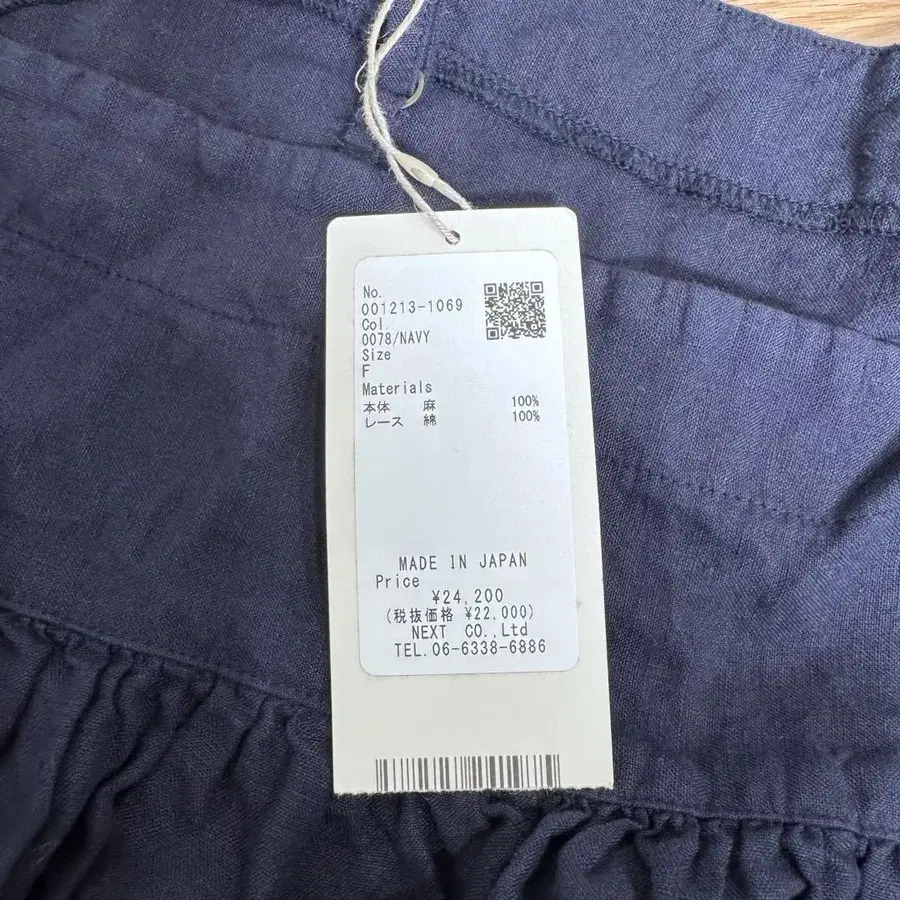 No.
001213-1069
Col.
0078/NAVY
Size
F
Materials
本体 麻 100%
レース 綿 100%
MADE IN JAPAN
Price
¥24,200
(税抜価格 ¥22,000)
NEXT CO.,Ltd
TEL.06-6338-6886